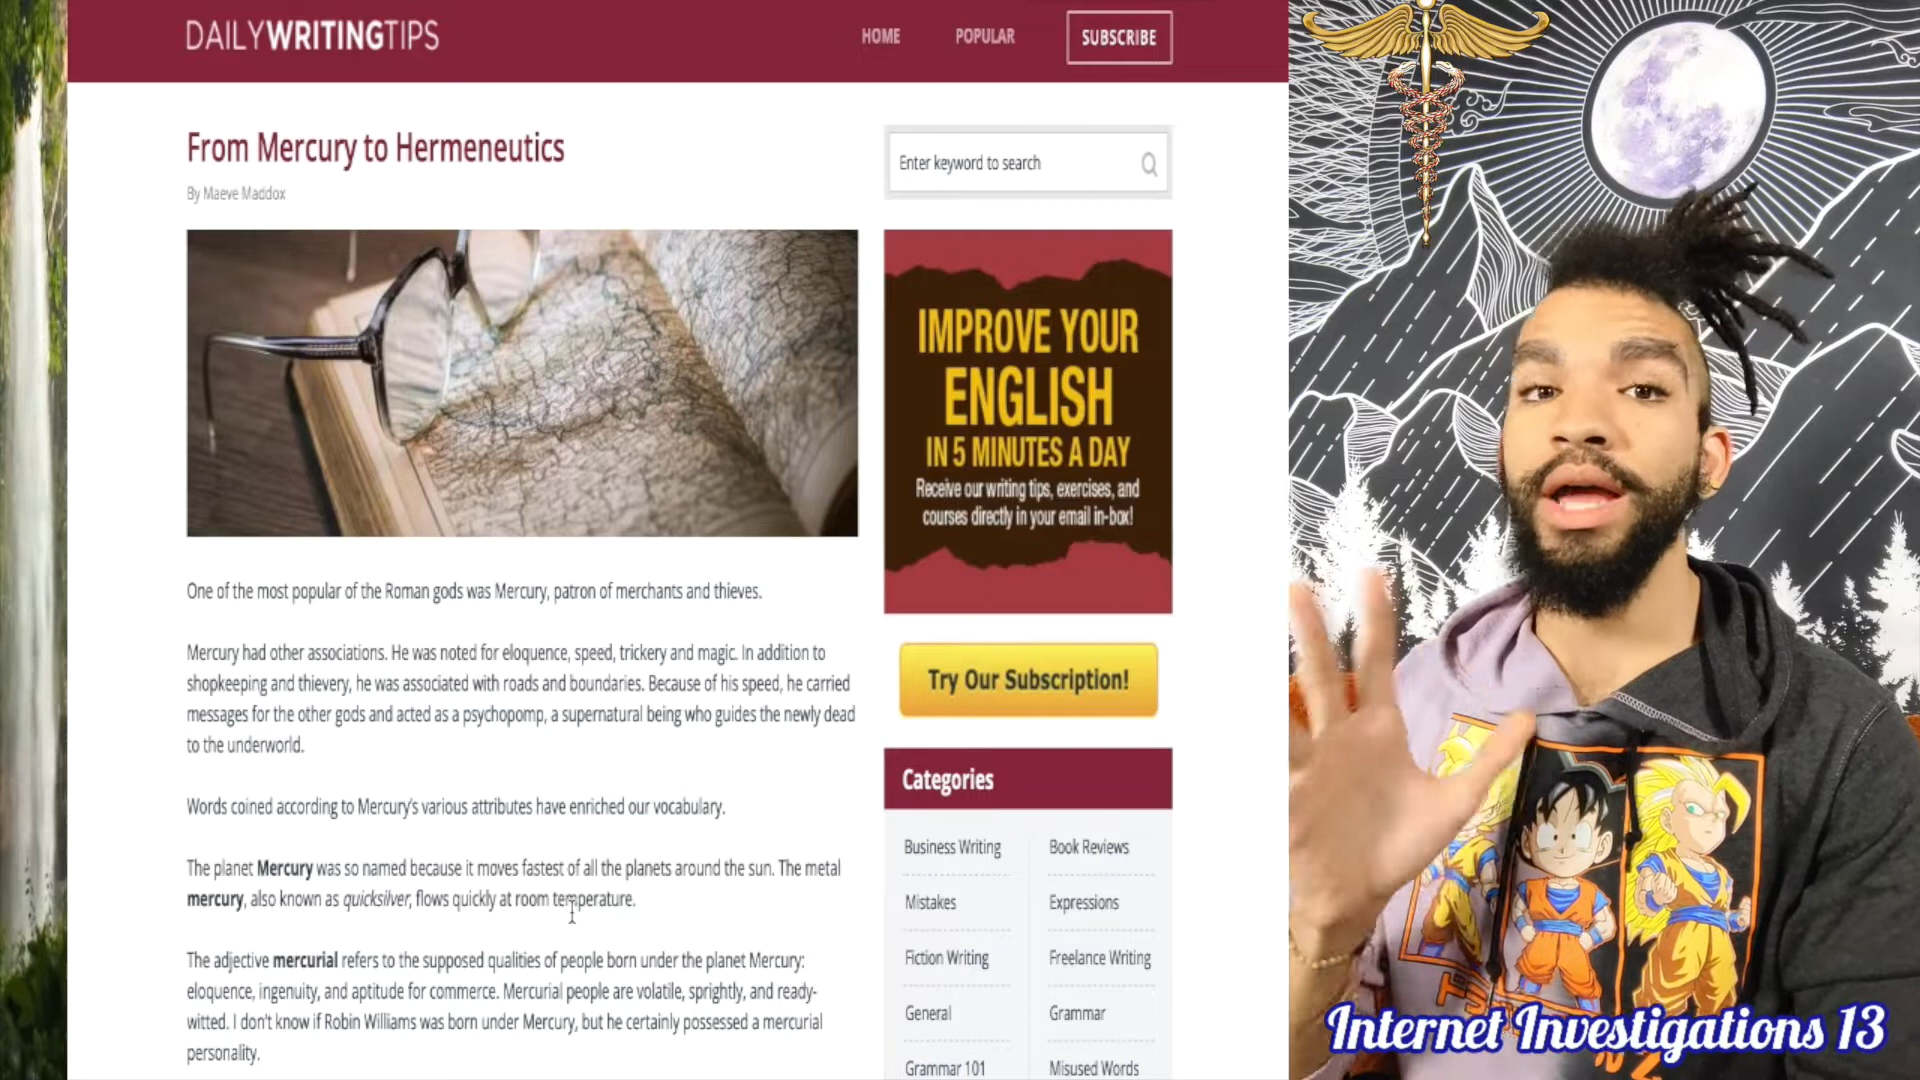 DAILYWRITINGTIPS
HOME
POPULAR
SUBSCRIBE
From Mercury to Hermeneutics
By Maeve Maddox
Enter keyword to search
IMPROVE YOUR
ENGLISH
IN 5 MINUTES A DAY
Receive our writing tips, exercises, and
courses directly in your email in-box!
Try Our Subscription!
One of the most popular of the Roman gods was Mercury, patron of merchants and thieves.
Mercury had other associations. He was noted for eloquence, speed, trickery and magic. In addition to
shopkeeping and thievery, he was associated with roads and boundaries. Because of his speed, he carried
messages for the other gods and acted as a psychopomp, a supernatural being who guides the newly dead
to the underworld.
Words coined according to Mercury's various attributes have enriched our vocabulary.
The planet Mercury was so named because it moves fastest of all the planets around the sun. The metal
mercury, also known as quicksilver, flows quickly at room temperature.
The adjective mercurial refers to the supposed qualities of people born under the planet Mercury:
eloquence, ingenuity, and aptitude for commerce. Mercurial people are volatile, sprightly, and ready-
witted. I don't know if Robin Williams was born under Mercury, but he certainly possessed a mercurial
personality.
Categories
Business Writing
Book Reviews
Mistakes
Expressions
Fiction Writing
Freelance Writing
General
Grammar
Grammar 101
Misused Words
Internet Investigations 13